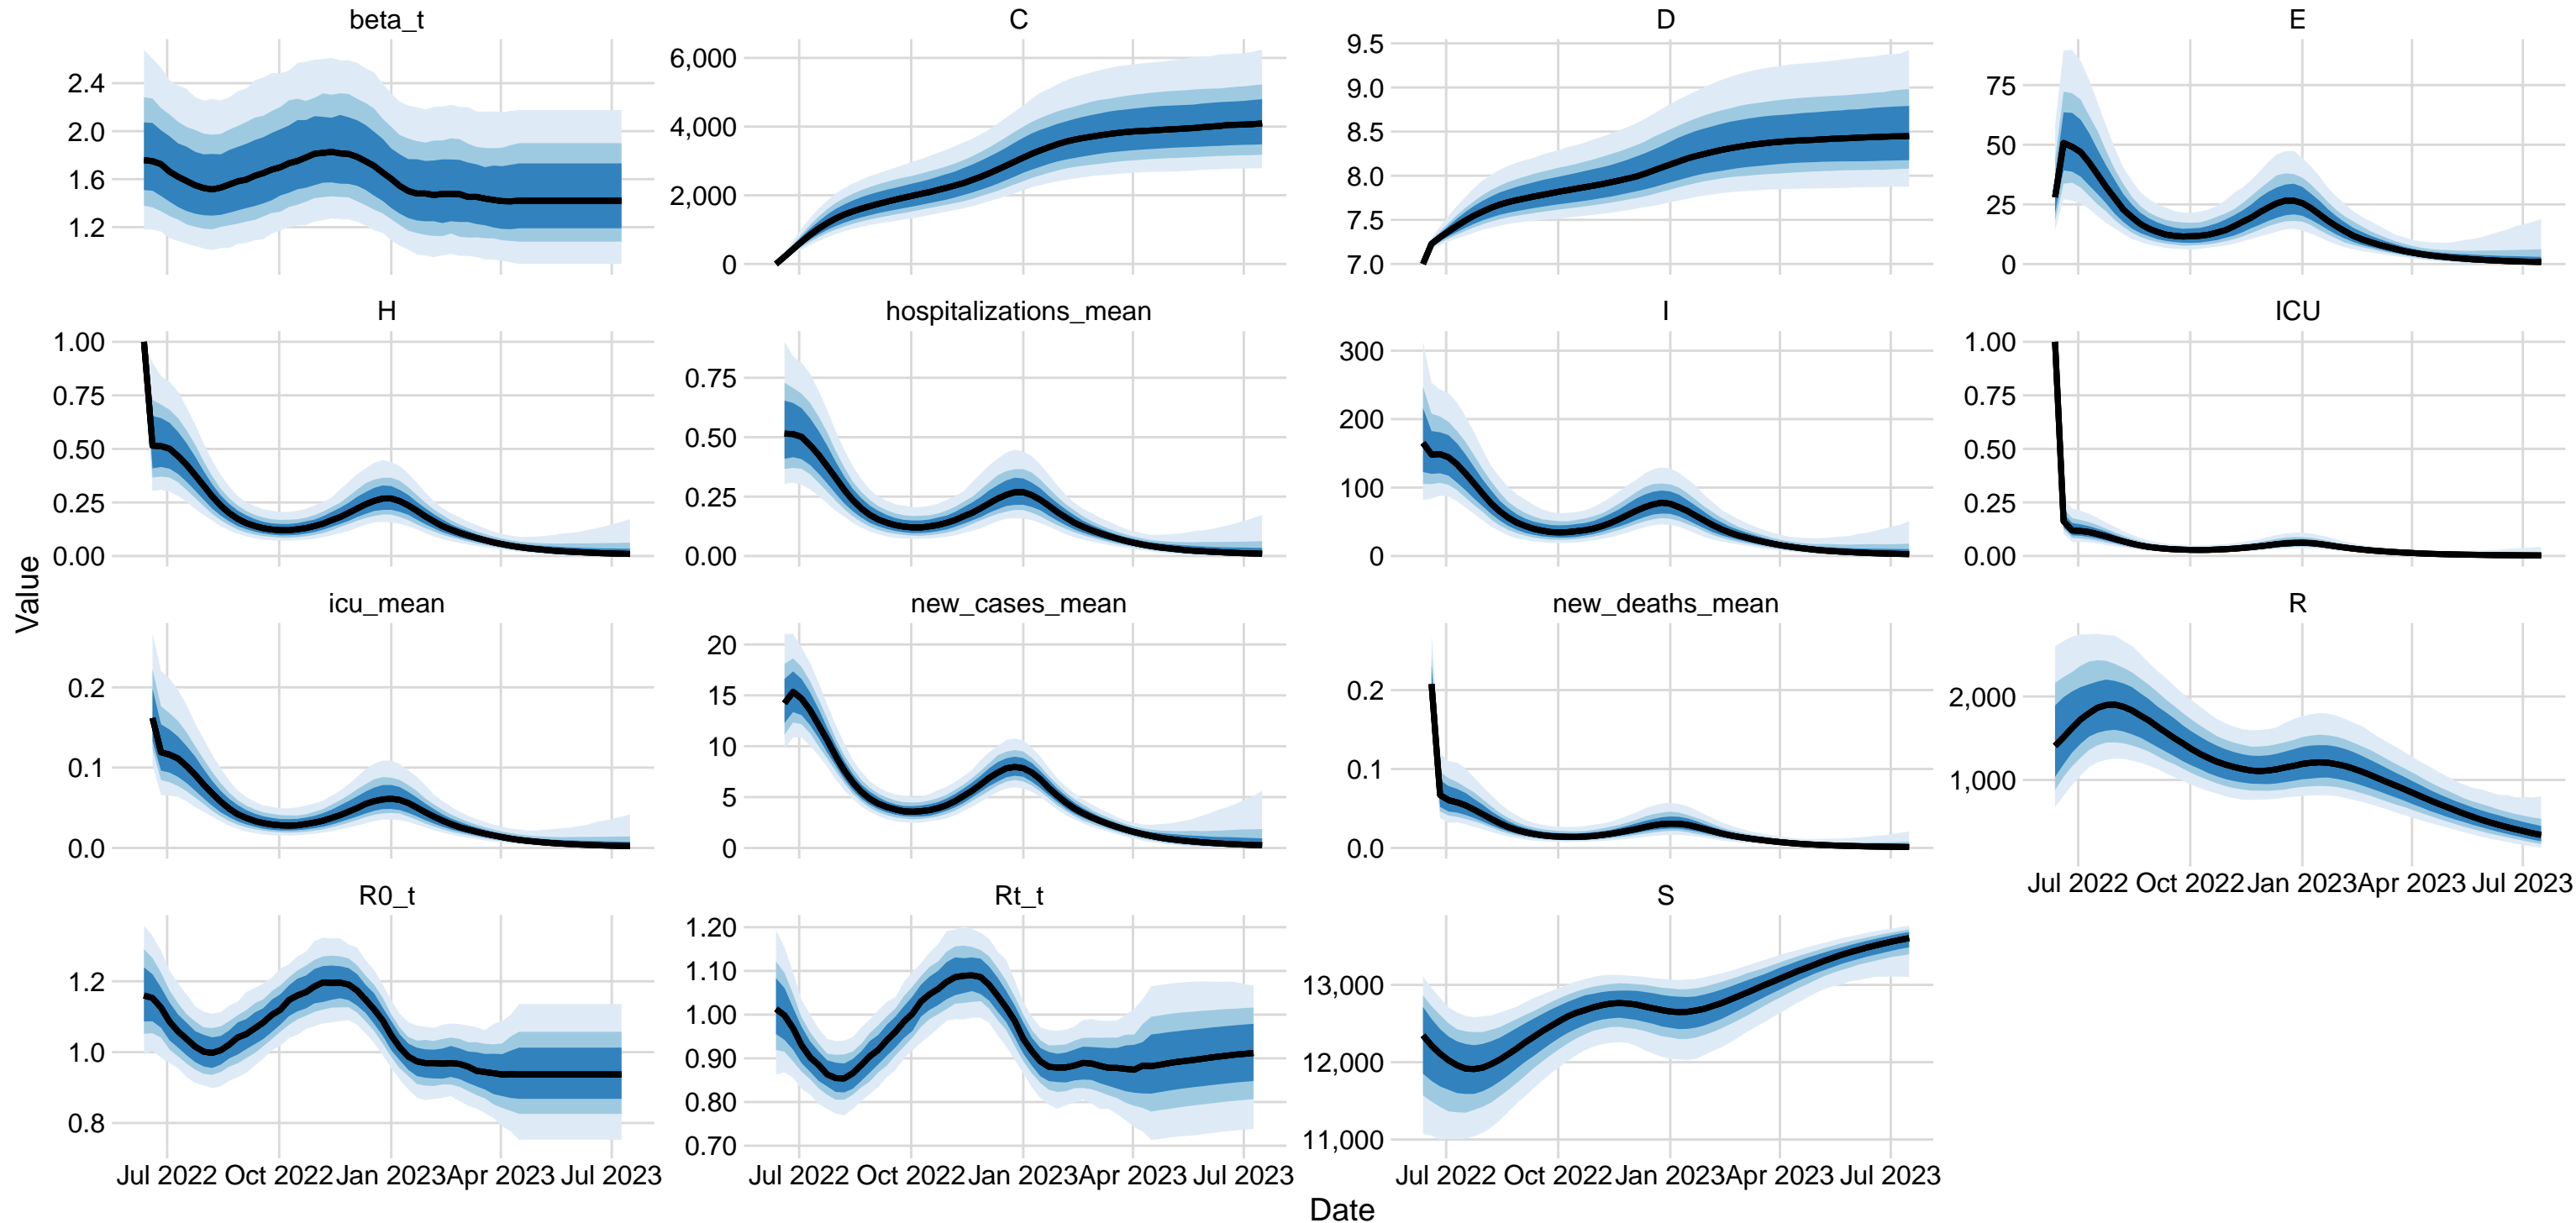 beta_t
C
D
E
2.4
2.0
1.6
1.2
6,000
4,000
2,000
0
9.5
9.0
8.5
8.0
7.5
7.0
75
50
25
0
H
hospitalizations_mean
I
ICU
1.00
0.75
0.50
0.25
0.00
0.75
0.50
0.25
0.00
300
200
100
0
1.00
0.75
0.50
0.25
0.00
Value
icu_mean
new_cases_mean
new_deaths_mean
R
0.2
0.1
0.0
20
15
10
5
0
0.2
0.1
0.0
2,000
1,000
Jul 2022 Oct 2022 Jan 2023 Apr 2023 Jul 2023
R0_t
Rt_t
S
1.2
1.0
0.8
1.20
1.10
1.00
0.90
0.80
0.70
13,000
12,000
11,000
Jul 2022 Oct 2022 Jan 2023 Apr 2023 Jul 2023
Jul 2022 Oct 2022 Jan 2023 Apr 2023 Jul 2023
Jul 2022 Oct 2022 Jan 2023 Apr 2023 Jul 2023
Date